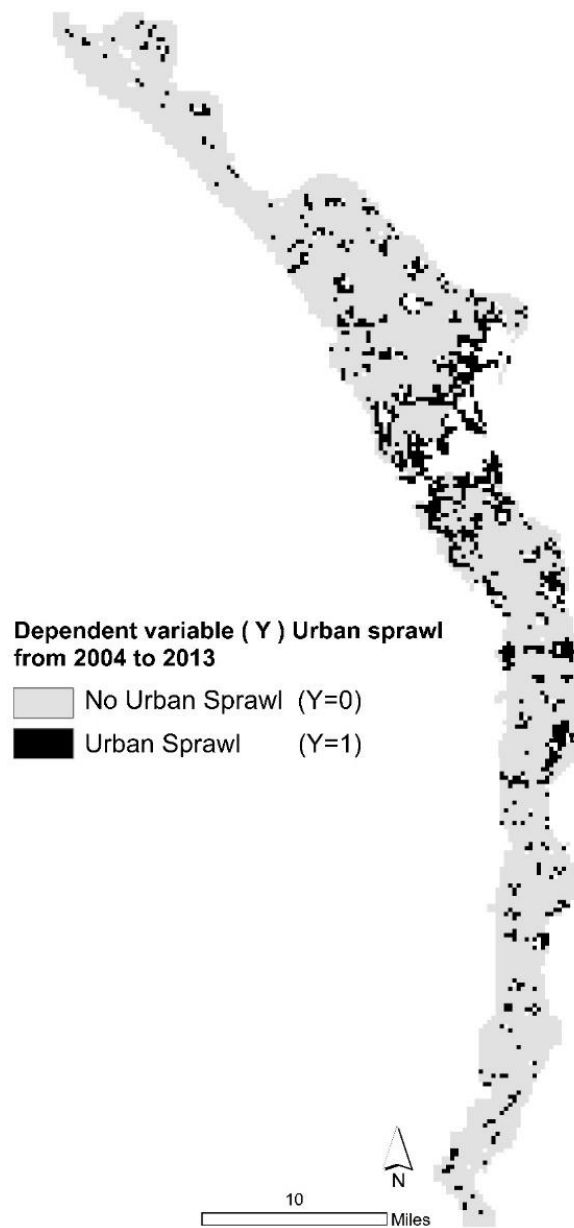 Dependent variable ( Y ) Urban sprawl
from 2004 to 2013
No Urban Sprawl (Y=0)
Urban Sprawl (Y=1)
N
10
Miles